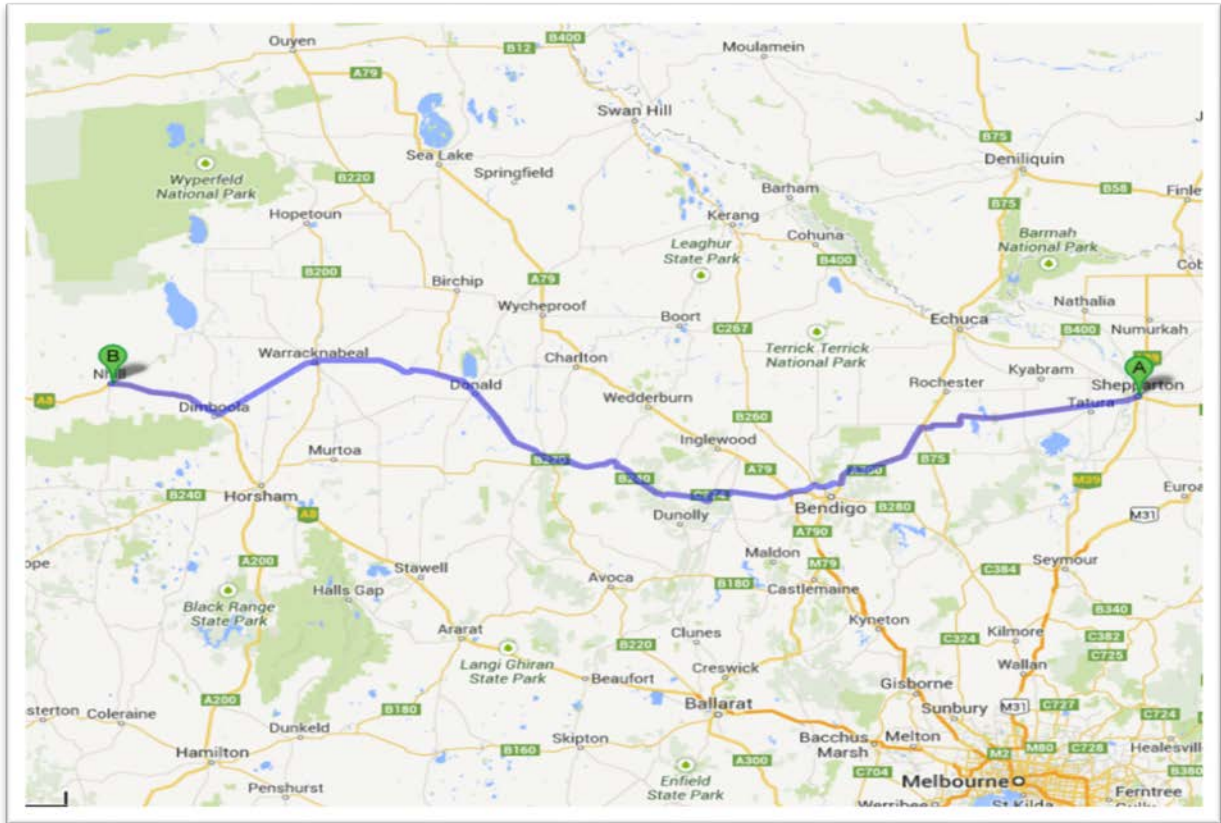 Ouyen
B12
B400
Moulamein
A79
Swan Hill
B75
Sea Lake
Springfield
Deniliquin
Wyperfeld
National Park
B220
Barham
B75
B58
Hopetoun
Kerang
Leaghur
State Park
Cohuna
B400
Barmah
National Park
B200
Birchip
A79
Wycheproof
Boort
C267
Echuca
Nathalia
B400
Numurkah
Terrick Terrick
National Park
B
Warracknabeal
Charlton
Rochester
Kyabram
A
Shepparton
A8
Dimboola
Donald
Wedderburn
B260
Tatura
Inglewood
Murtoa
A79
B75
B240
Horsham
A8
Bendigo
B280
M39
Euroa
M31
Dunolly
A790
A200
Maldon
M79
Seymour
Stawell
Avoca
B180
Castlemaine
C384
Halls Gap
Black Range
State Park
B340
Ararat
B220
Clunes
Kyneton
C324
Kilmore
C382
C725
Langi Ghiran
State Park
Creswick
Wallan
Beaufort
Gisborne
A200
B180
Ballarat
Sunbury
M31
C727
C724
Coleraine
Dunkeld
Bacchus
Marsh
Melton
M2
M80
C728
Hamilton
B160
Skipton
A300
C704
Enfield
State Park
Melbourne
Penshurst
Werribee
St Kilda
Ferntree